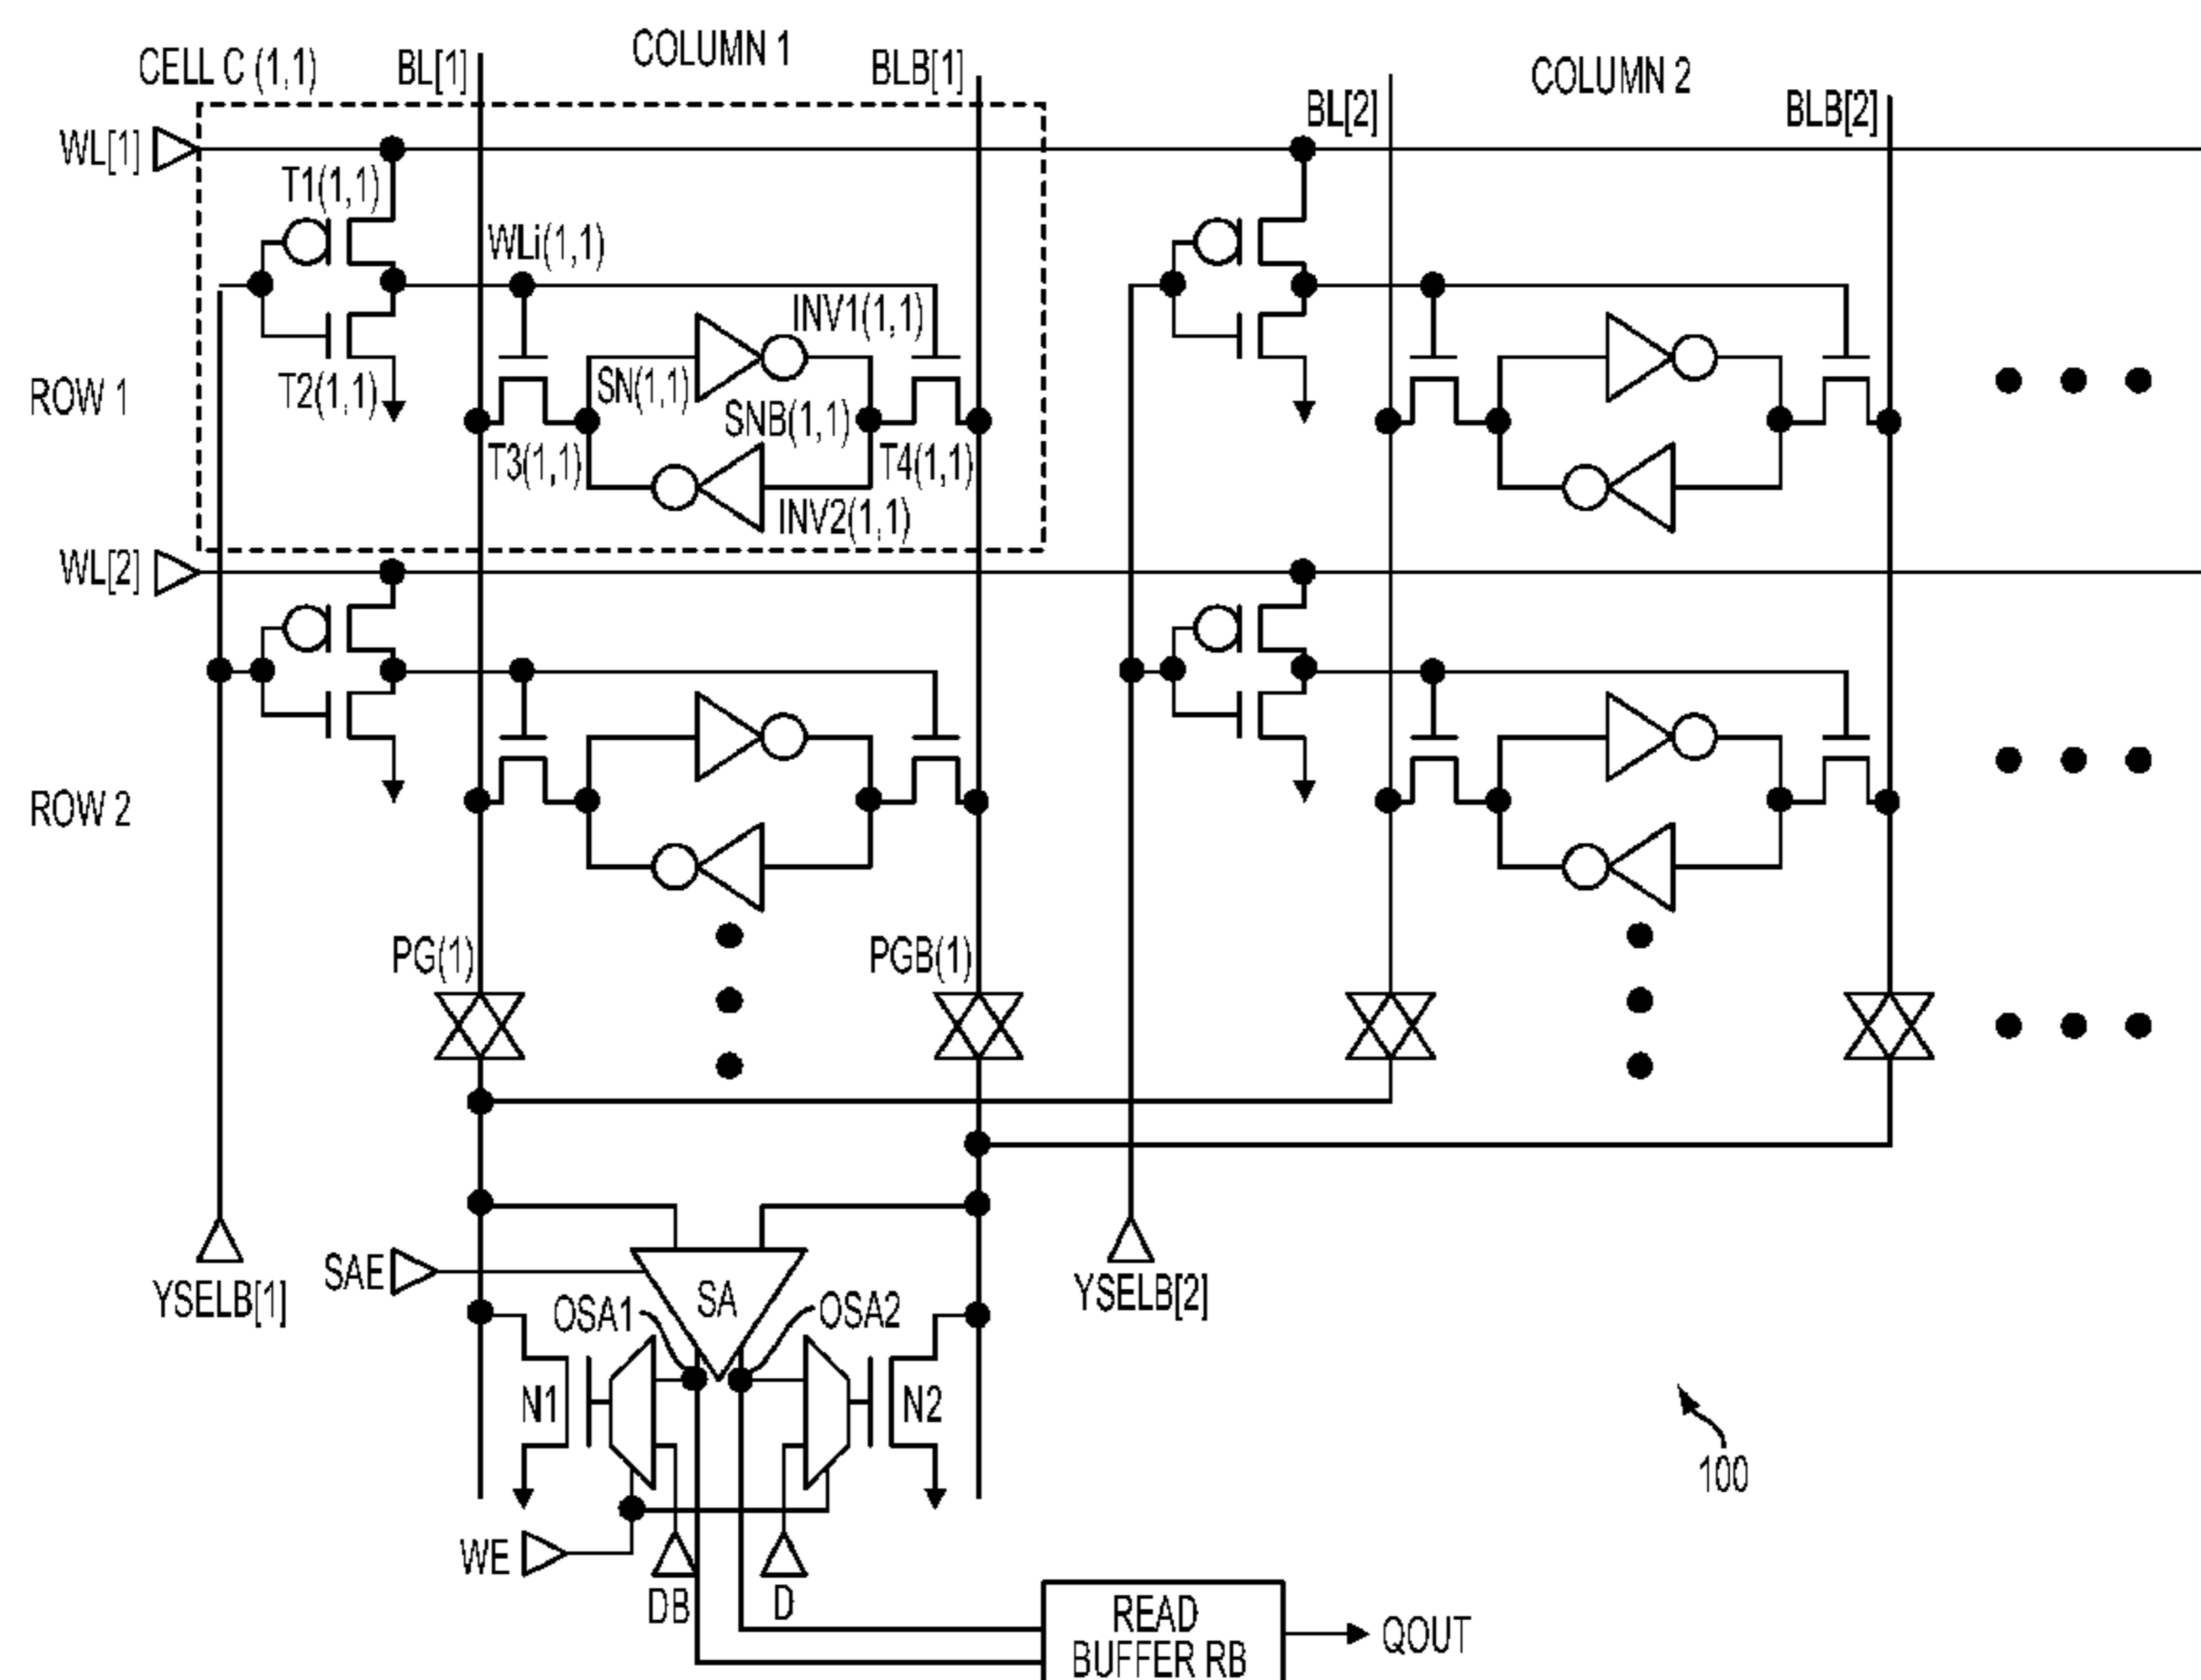 CELL C (1,1)
BL[1]
COLUMN 1
BLB[1]
COLUMN 2
BL[2]
BLB[2]
WL[1]
T1(1,1)
WLi(1,1)
INV1(1,1)
SN(1,1)
ROW 1
T2(1,1)
SNB(1,1)
T3(1,1)
T4(1,1)
INV2(1,1)
WL[2]
ROW 2
PG(1)
PGB(1)
SAE
SA
YSELB[1]
YSELB[2]
OSA1
OSA2
N1
N2
100
WE
DB
D
READ
BUFFER RB
QOUT